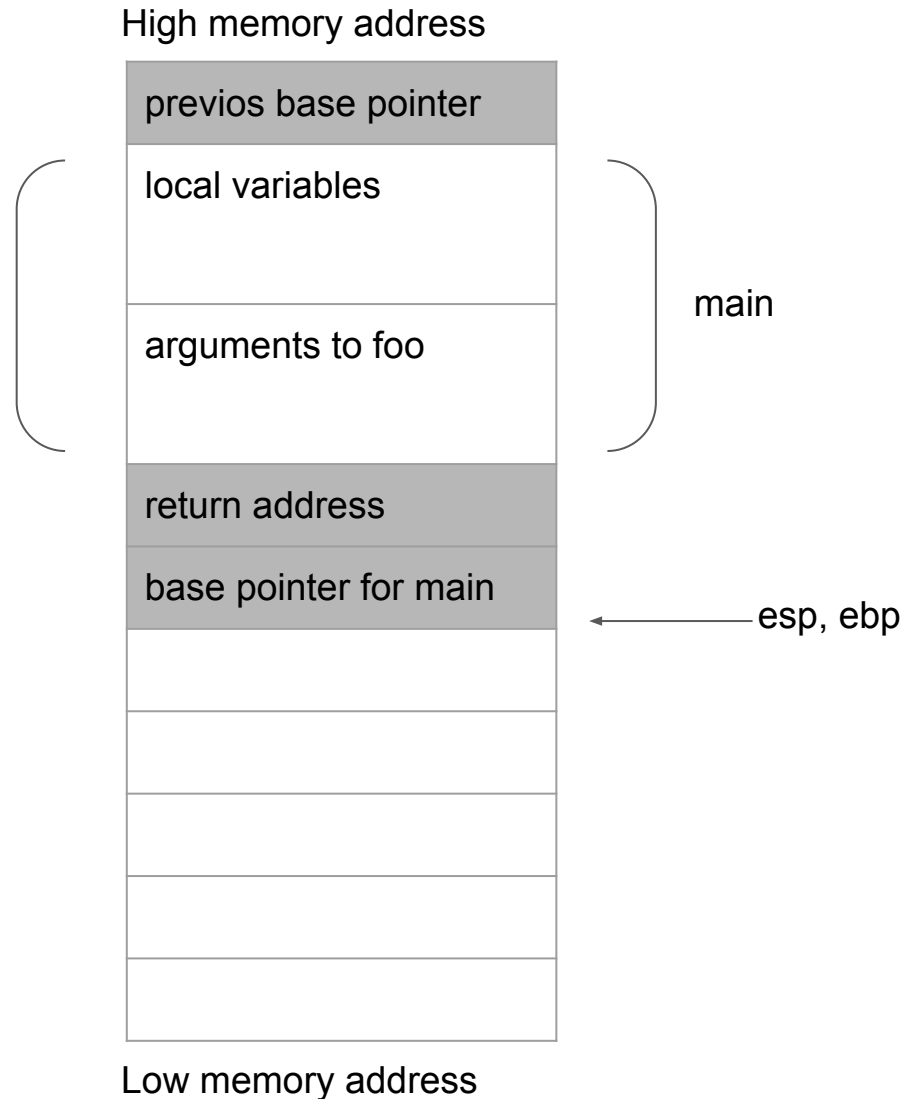 High memory address
previos base pointer
local variables
main
arguments to foo
return address
base pointer for main
esp, ebp
Low memory address